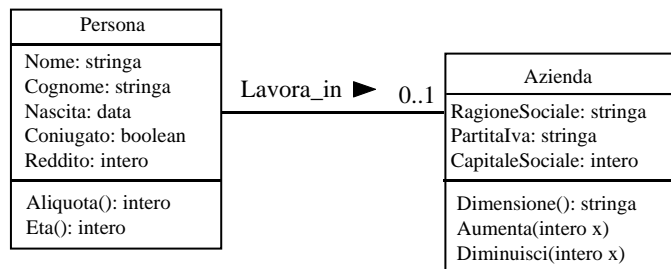 Persona
Nome: stringa
Cognome: stringa
Nascita: data
Coniugato: boolean
Reddito: intero
Aliquota(): intero
Eta(): intero
Lavora_in
0..1
Azienda
RagioneSociale: stringa
PartitaIva: stringa
CapitaleSociale: intero
Dimensione(): stringa
Aumenta(intero x)
Diminuisci(intero x)